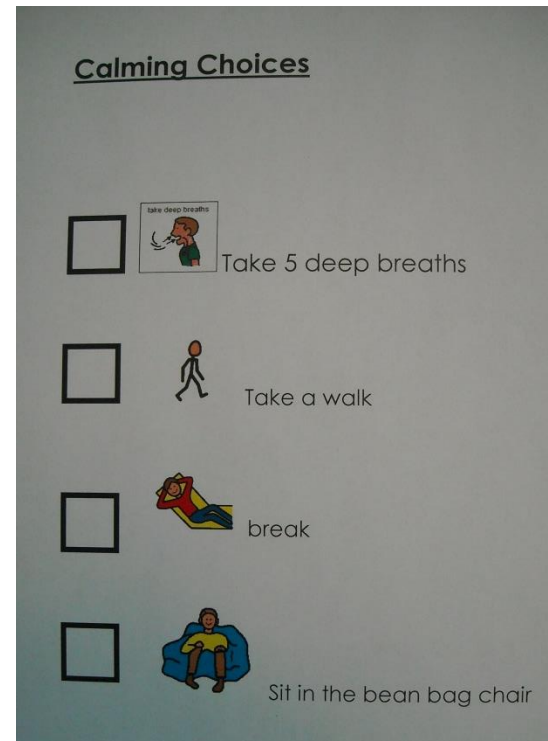 Calming Choices
take deep breaths
Take 5 deep breaths
Take a walk
break
Sit in the bean bag chair